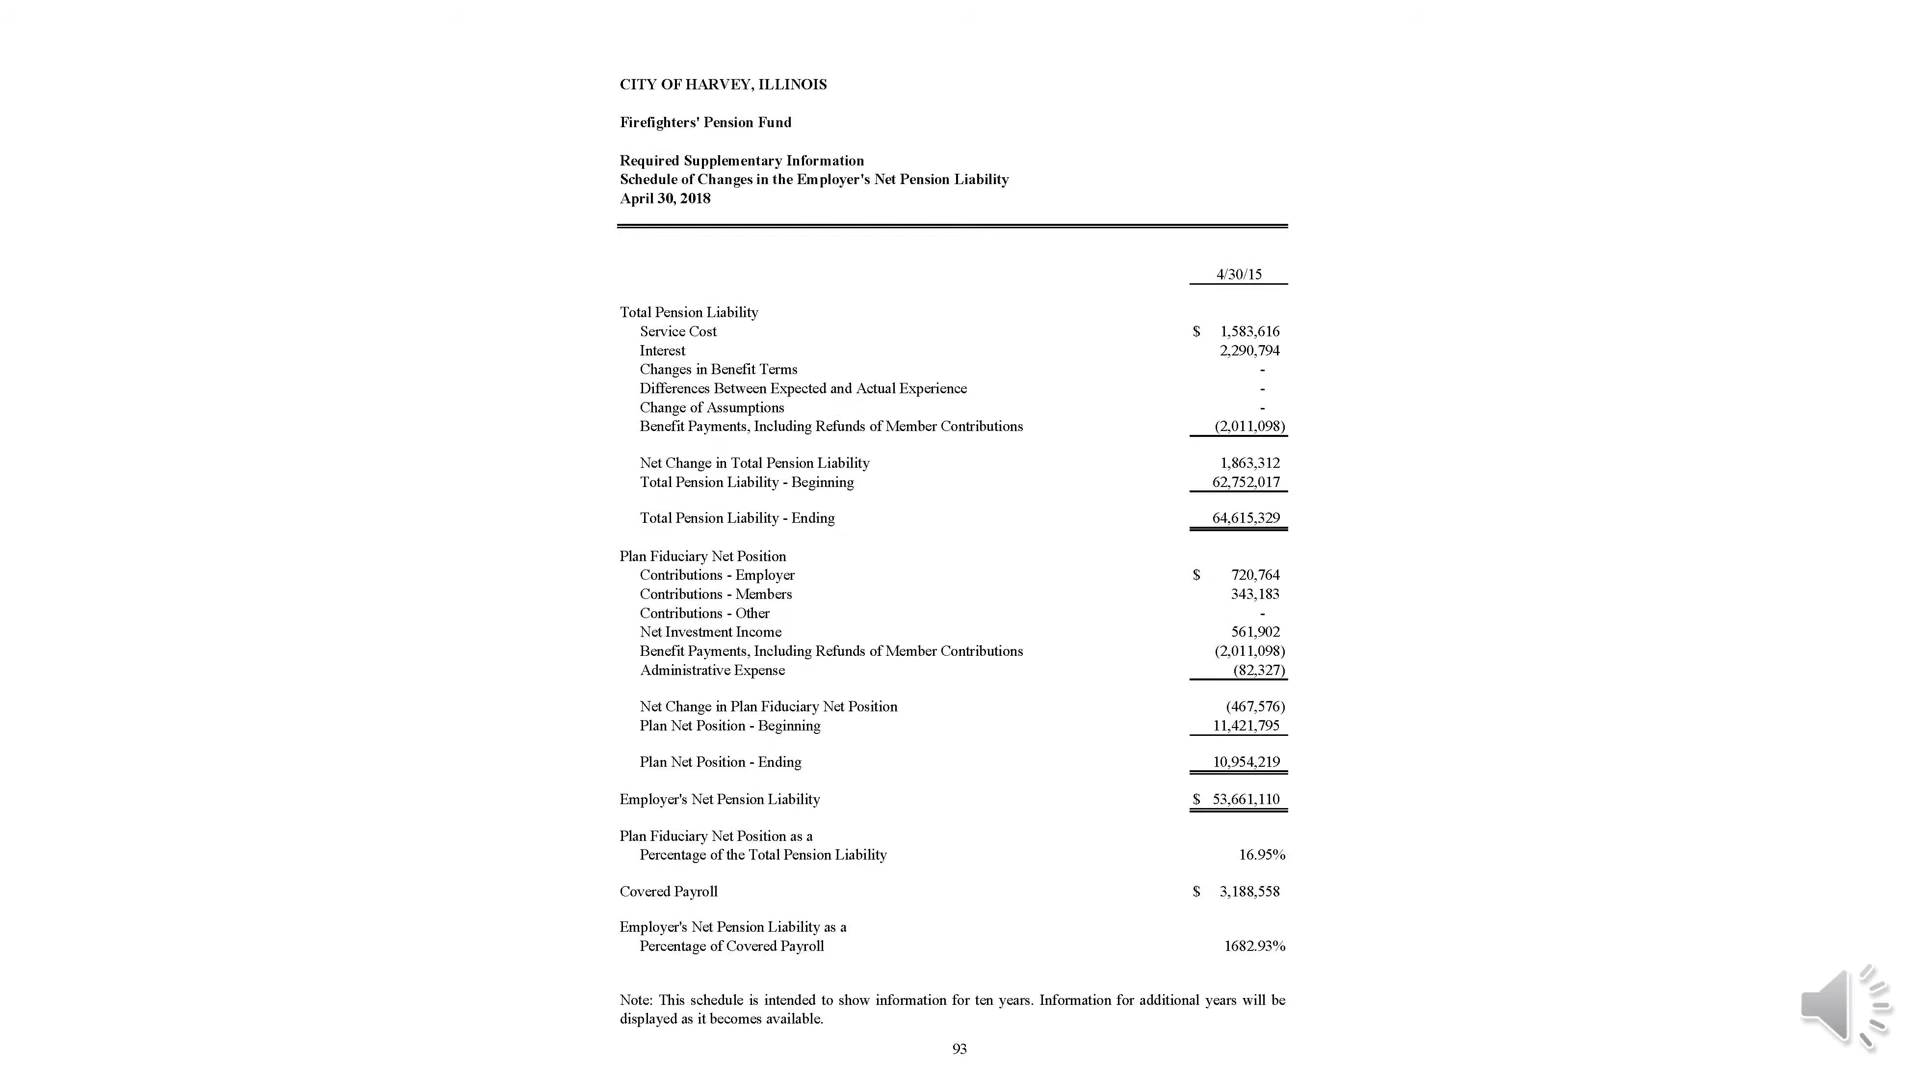 CITY OF HARVEY, ILLINOIS
Firefighters' Pension Fund
Required Supplementary Information
Schedule of Changes in the Employer's Net Pension Liability
April 30, 2018
4/30/15
Total Pension Liability
Service Cost $ 1,583,616
Interest 2,290,794
Changes in Benefit Terms -
Differences Between Expected and Actual Experience -
Change of Assumptions -
Benefit Payments, Including Refunds of Member Contributions (2,011,098)
Net Change in Total Pension Liability 1,863,312
Total Pension Liability - Beginning 62,752,017
Total Pension Liability - Ending 64,615,329
Plan Fiduciary Net Position
Contributions - Employer $ 720,764
Contributions - Members 343,183
Contributions - Other -
Net Investment Income 561,902
Benefit Payments, Including Refunds of Member Contributions (2,011,098)
Administrative Expense (82,327)
Net Change in Plan Fiduciary Net Position (467,576)
Plan Net Position - Beginning 11,421,795
Plan Net Position - Ending 10,954,219
Employer's Net Pension Liability $ 53,661,110
Plan Fiduciary Net Position as a
Percentage of the Total Pension Liability 16.95%
Covered Payroll $ 3,188,558
Employer's Net Pension Liability as a
Percentage of Covered Payroll 1682.93%
Note: This schedule is intended to show information for ten years. Information for additional years will be
displayed as it becomes available.
93